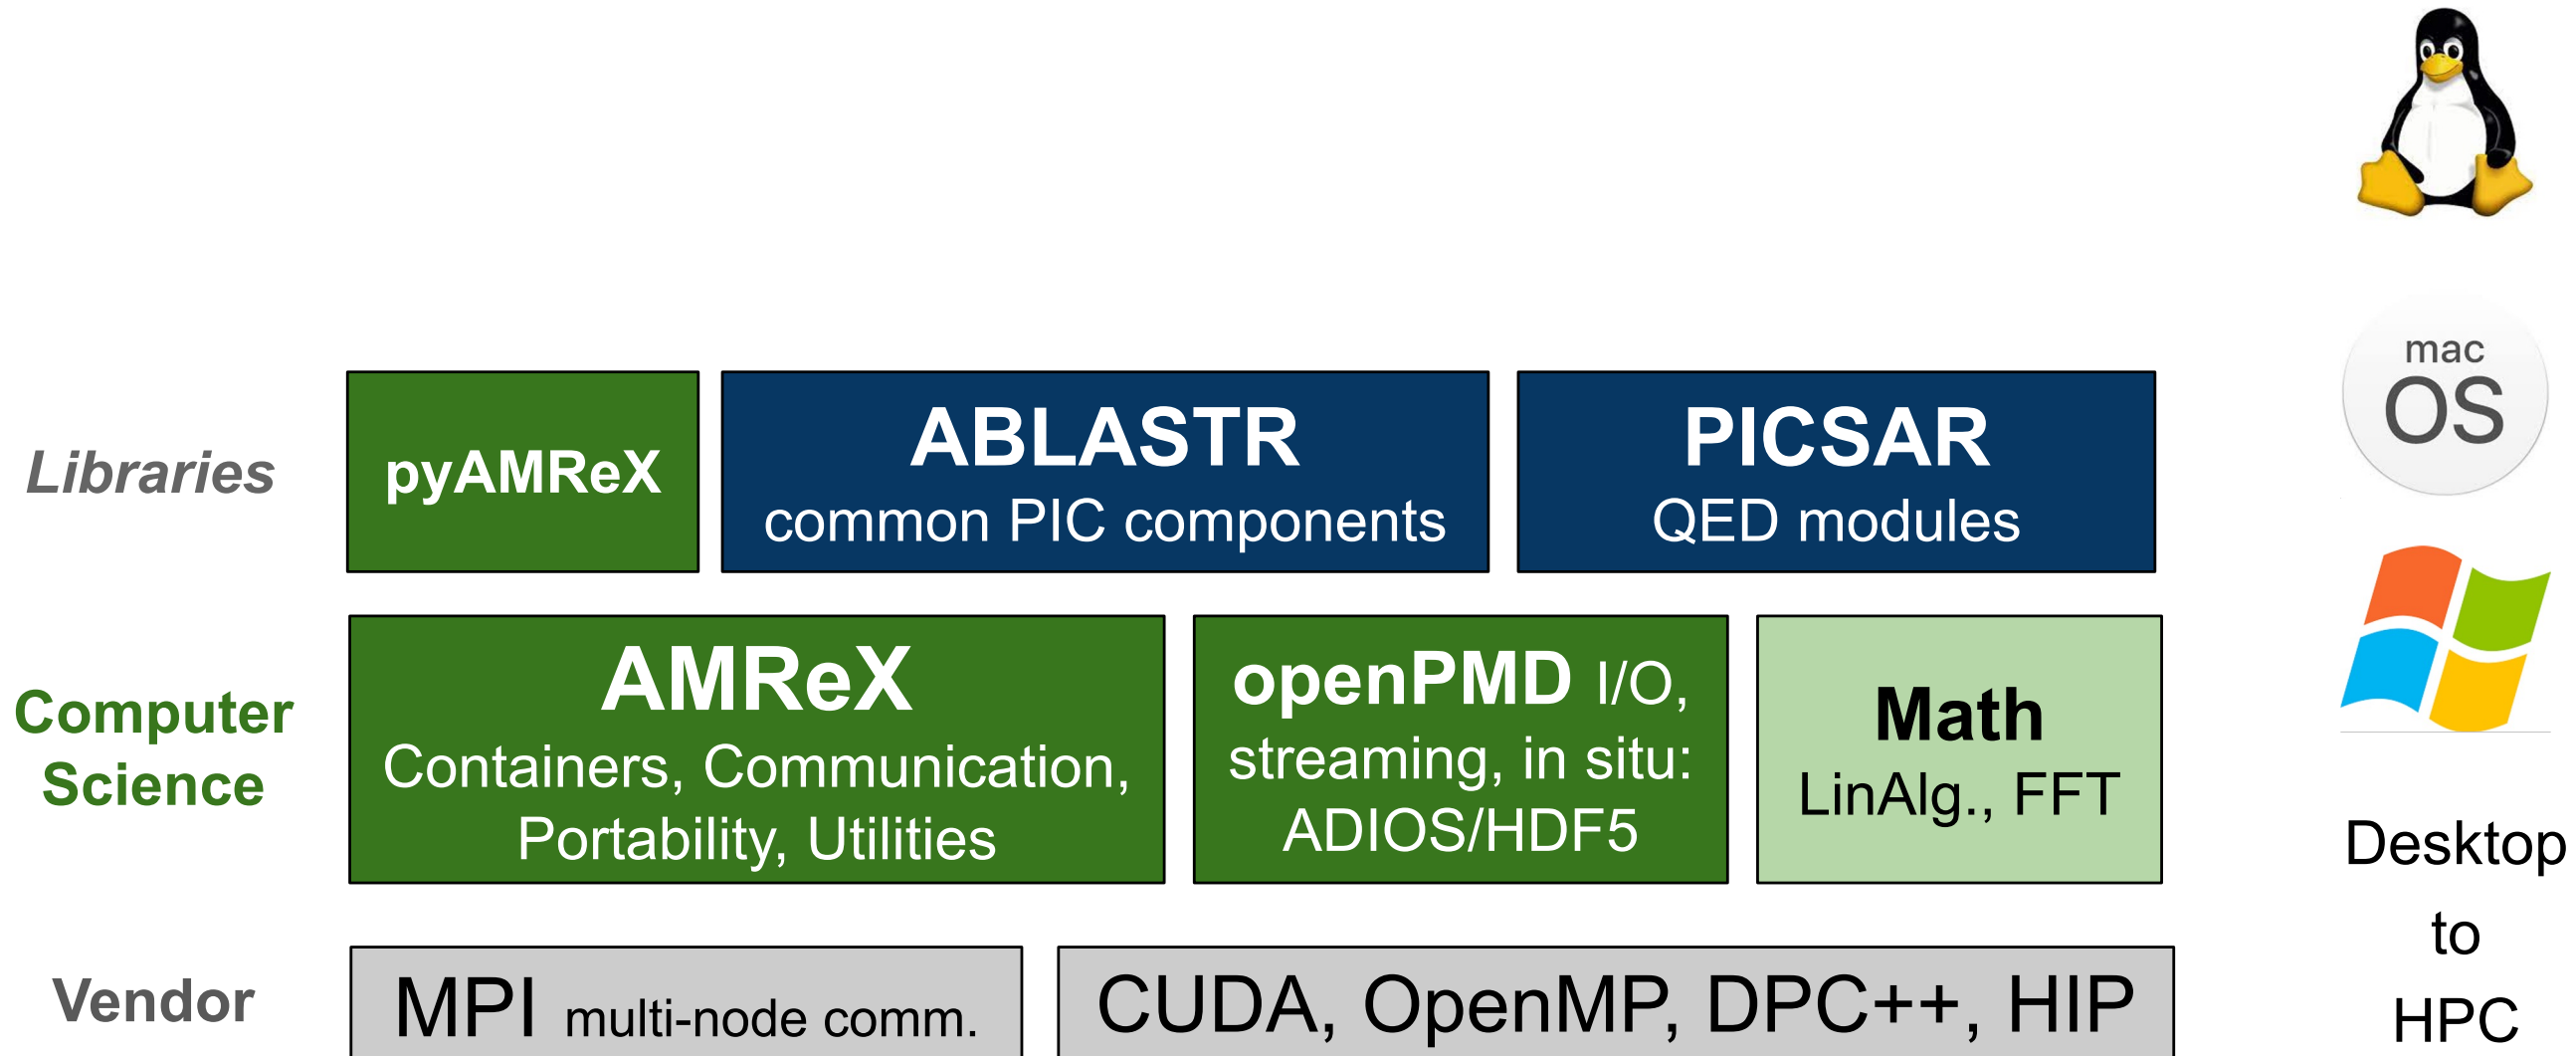 Libraries
pyAMReX
ABLASTR
common PIC components
PICSAR
QED modules
mac
OS
Computer
Science
AMReX
Containers, Communication,
Portability, Utilities
openPMD I/O,
streaming, in situ:
ADIOS/HDF5
Math
LinAlg., FFT
Vendor
MPI multi-node comm.
CUDA, OpenMP, DPC++, HIP
Desktop
to
HPC